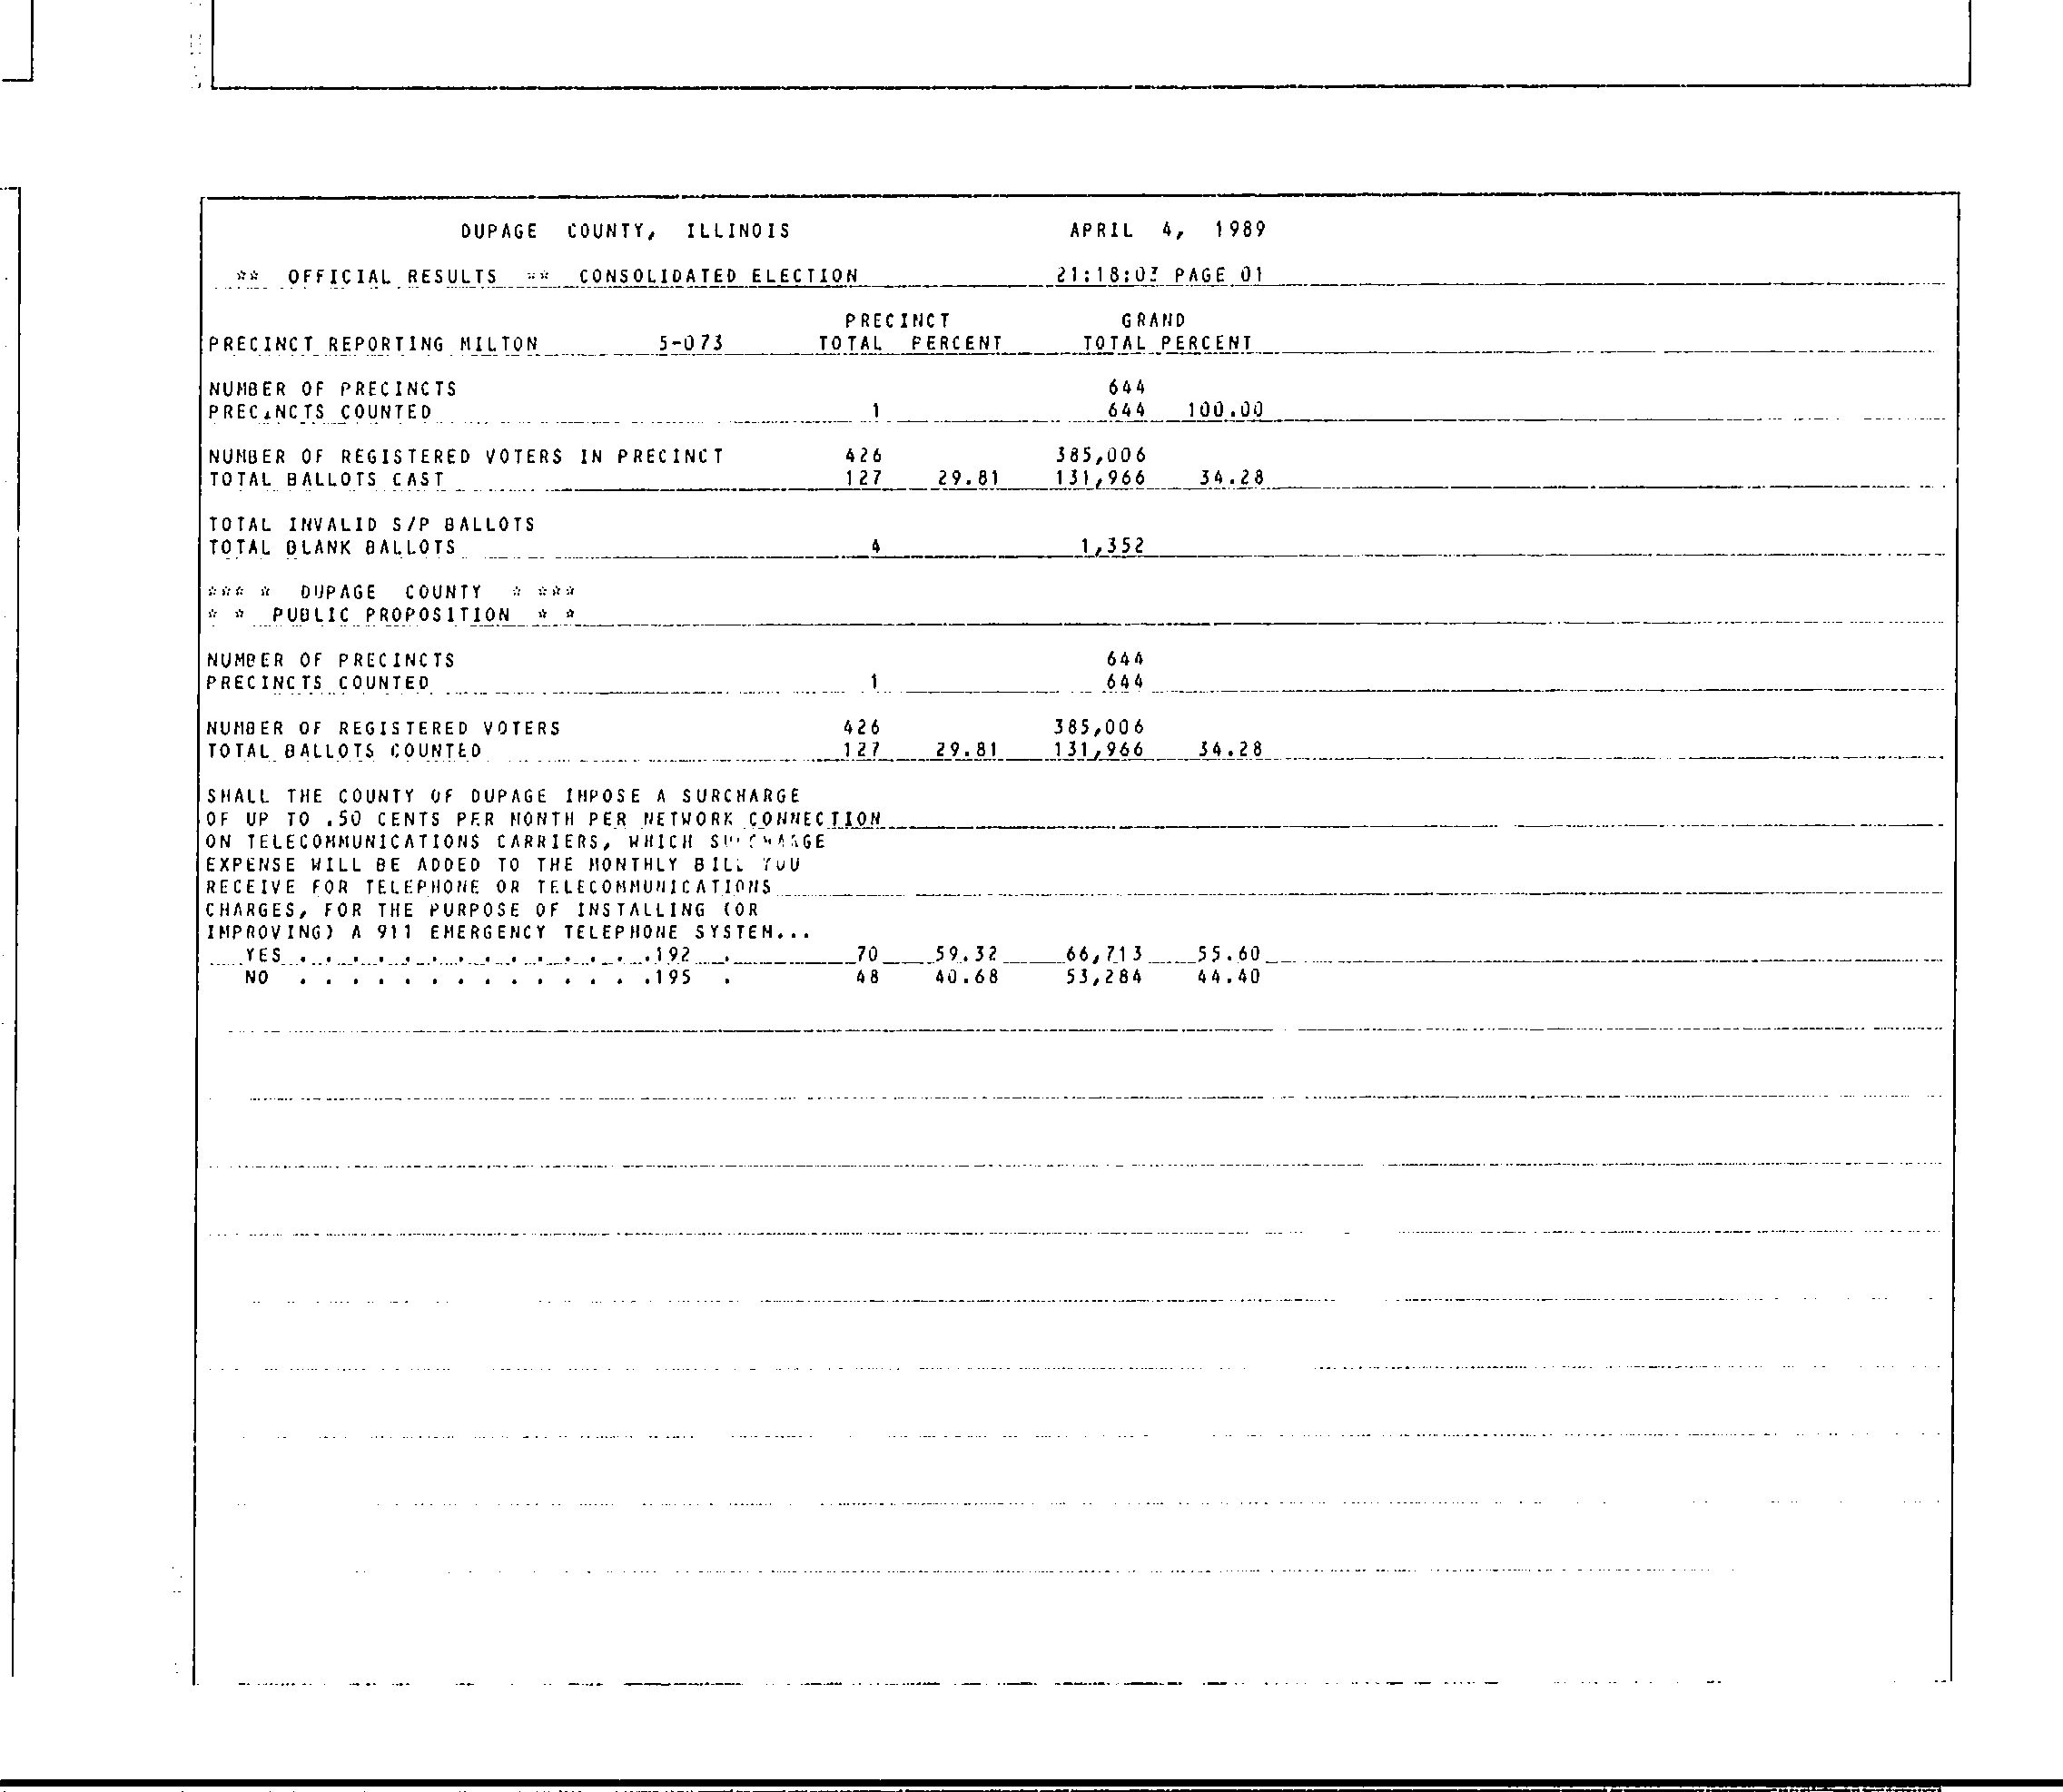 DUPAGE COUNTY, ILLINOIS APRIL 4, 1989
** OFFICIAL RESULTS ** CONSOLIDATED ELECTION 21:18:03 PAGE 01
PRECINCT GRAND
PRECINCT REPORTING MILTON 5-073 TOTAL PERCENT TOTAL PERCENT
NUMBER OF PRECINCTS 644
PRECINCTS COUNTED 1 644 100.00
NUMBER OF REGISTERED VOTERS IN PRECINCT 426 385,006
TOTAL BALLOTS CAST 127 29.81 131,966 34.28
TOTAL INVALID S/P BALLOTS
TOTAL BLANK BALLOTS 4 1,352
*** * DUPAGE COUNTY * ***
* * PUBLIC PROPOSITION * *
NUMBER OF PRECINCTS 644
PRECINCTS COUNTED 1 644
NUMBER OF REGISTERED VOTERS 426 385,006
TOTAL BALLOTS COUNTED 127 29.81 131,966 34.28
SHALL THE COUNTY OF DUPAGE IMPOSE A SURCHARGE
OF UP TO .50 CENTS PER MONTH PER NETWORK CONNECTION
ON TELECOMMUNICATIONS CARRIERS, WHICH SURCHARGE
EXPENSE WILL BE ADDED TO THE MONTHLY BILL YOU
RECEIVE FOR TELEPHONE OR TELECOMMUNICATIONS
CHARGES, FOR THE PURPOSE OF INSTALLING (OR
IMPROVING) A 911 EMERGENCY TELEPHONE SYSTEM...
YES . . . . . . . . . . . . . .192 . 70 59.32 66,713 55.60
NO . . . . . . . . . . . . . .195 . 48 40.68 53,284 44.40